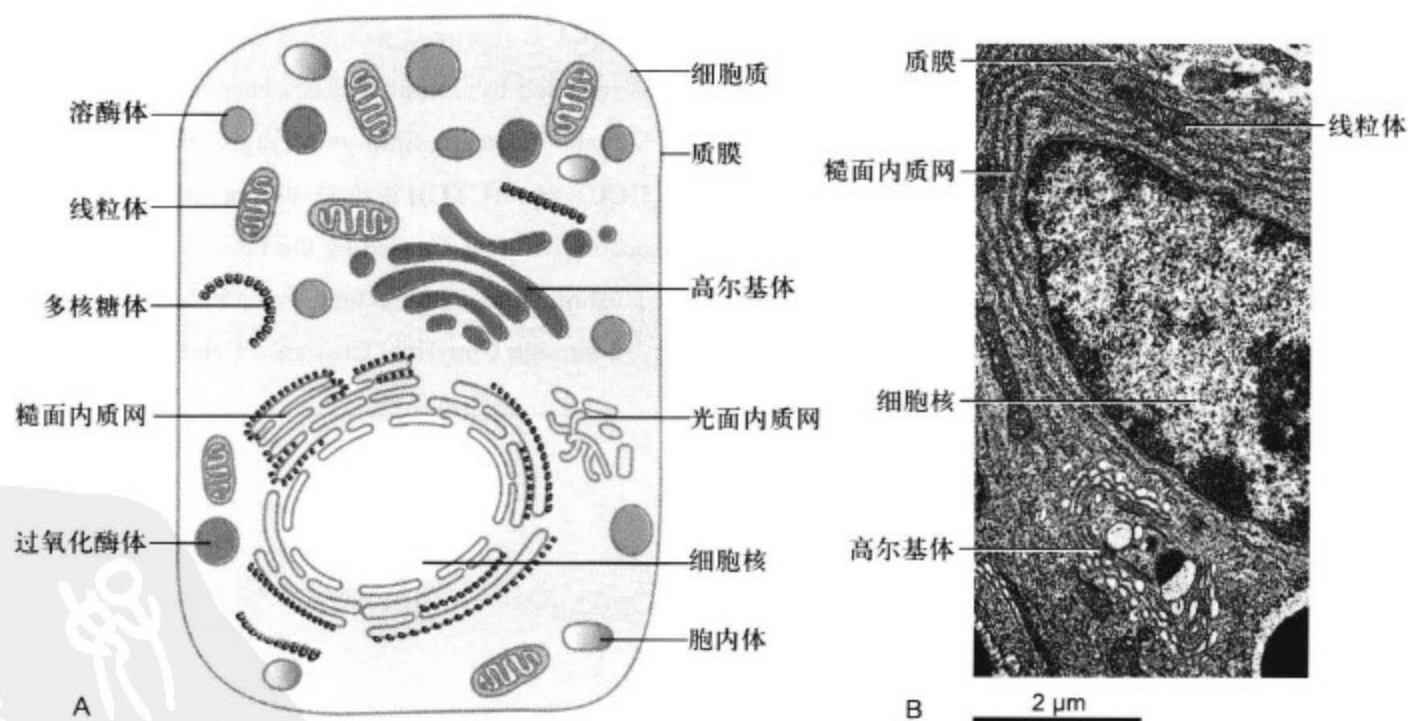 溶酶体
线粒体
多核糖体
糙面内质网
过氧化酶体
细胞质
质膜
高尔基体
光面内质网
细胞核
胞内体
A
质膜
线粒体
糙面内质网
细胞核
高尔基体
B
2 μm